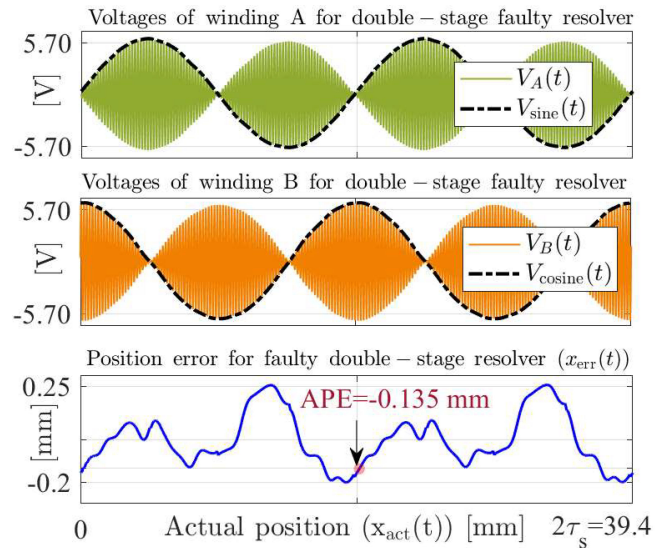 Voltages of winding A for double−stage faulty resolver
5.70
[V]
-5.70
V_A(t)
V_sine(t)
Voltages of winding B for double−stage faulty resolver
5.70
[V]
-5.70
V_B(t)
V_cosine(t)
Position error for faulty double−stage resolver (x_err(t))
0.25
[mm]
-0.2
APE=-0.135 mm
0 Actual position (x_act(t)) [mm] 2τ_s=39.4